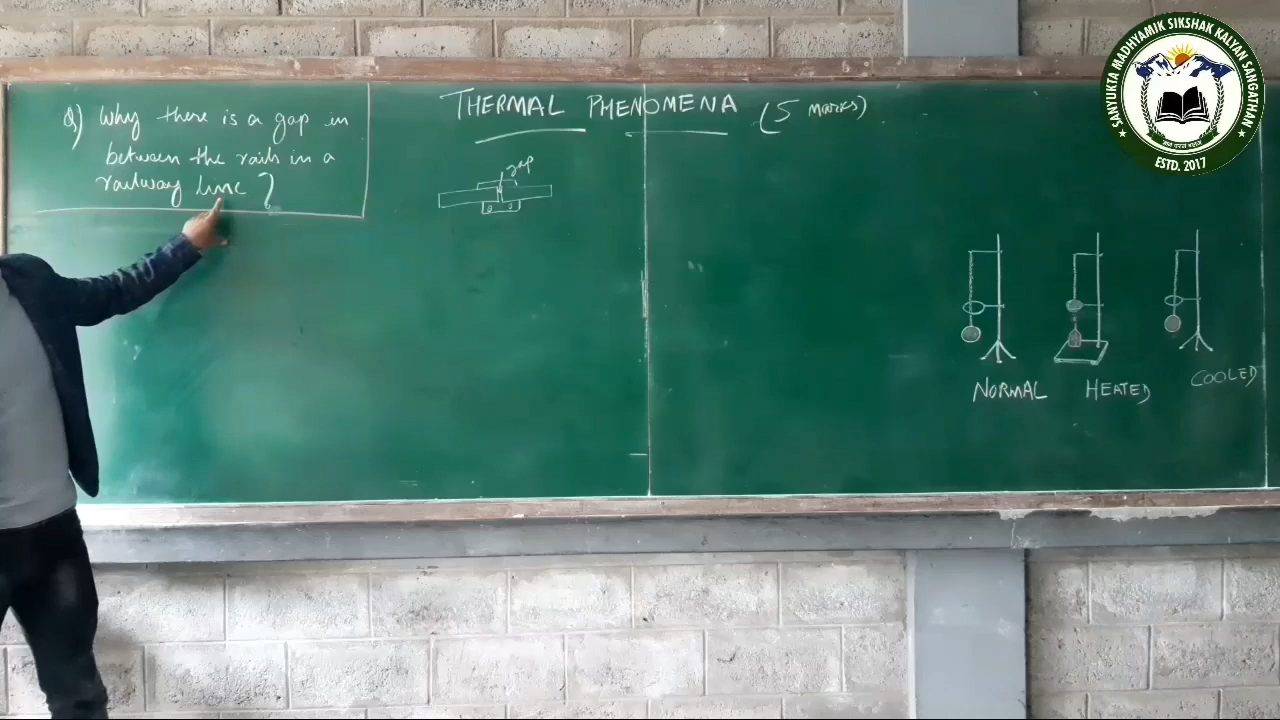 Q) Why there is a gap in
between the rails in a
railway line?
THERMAL PHENOMENA (5 marks)
gap
NORMAL
HEATED
COOLED
SANYUKTA MADHYAMIK SIKSHAK KALYAN SANGATHAN
ESTD. 2017